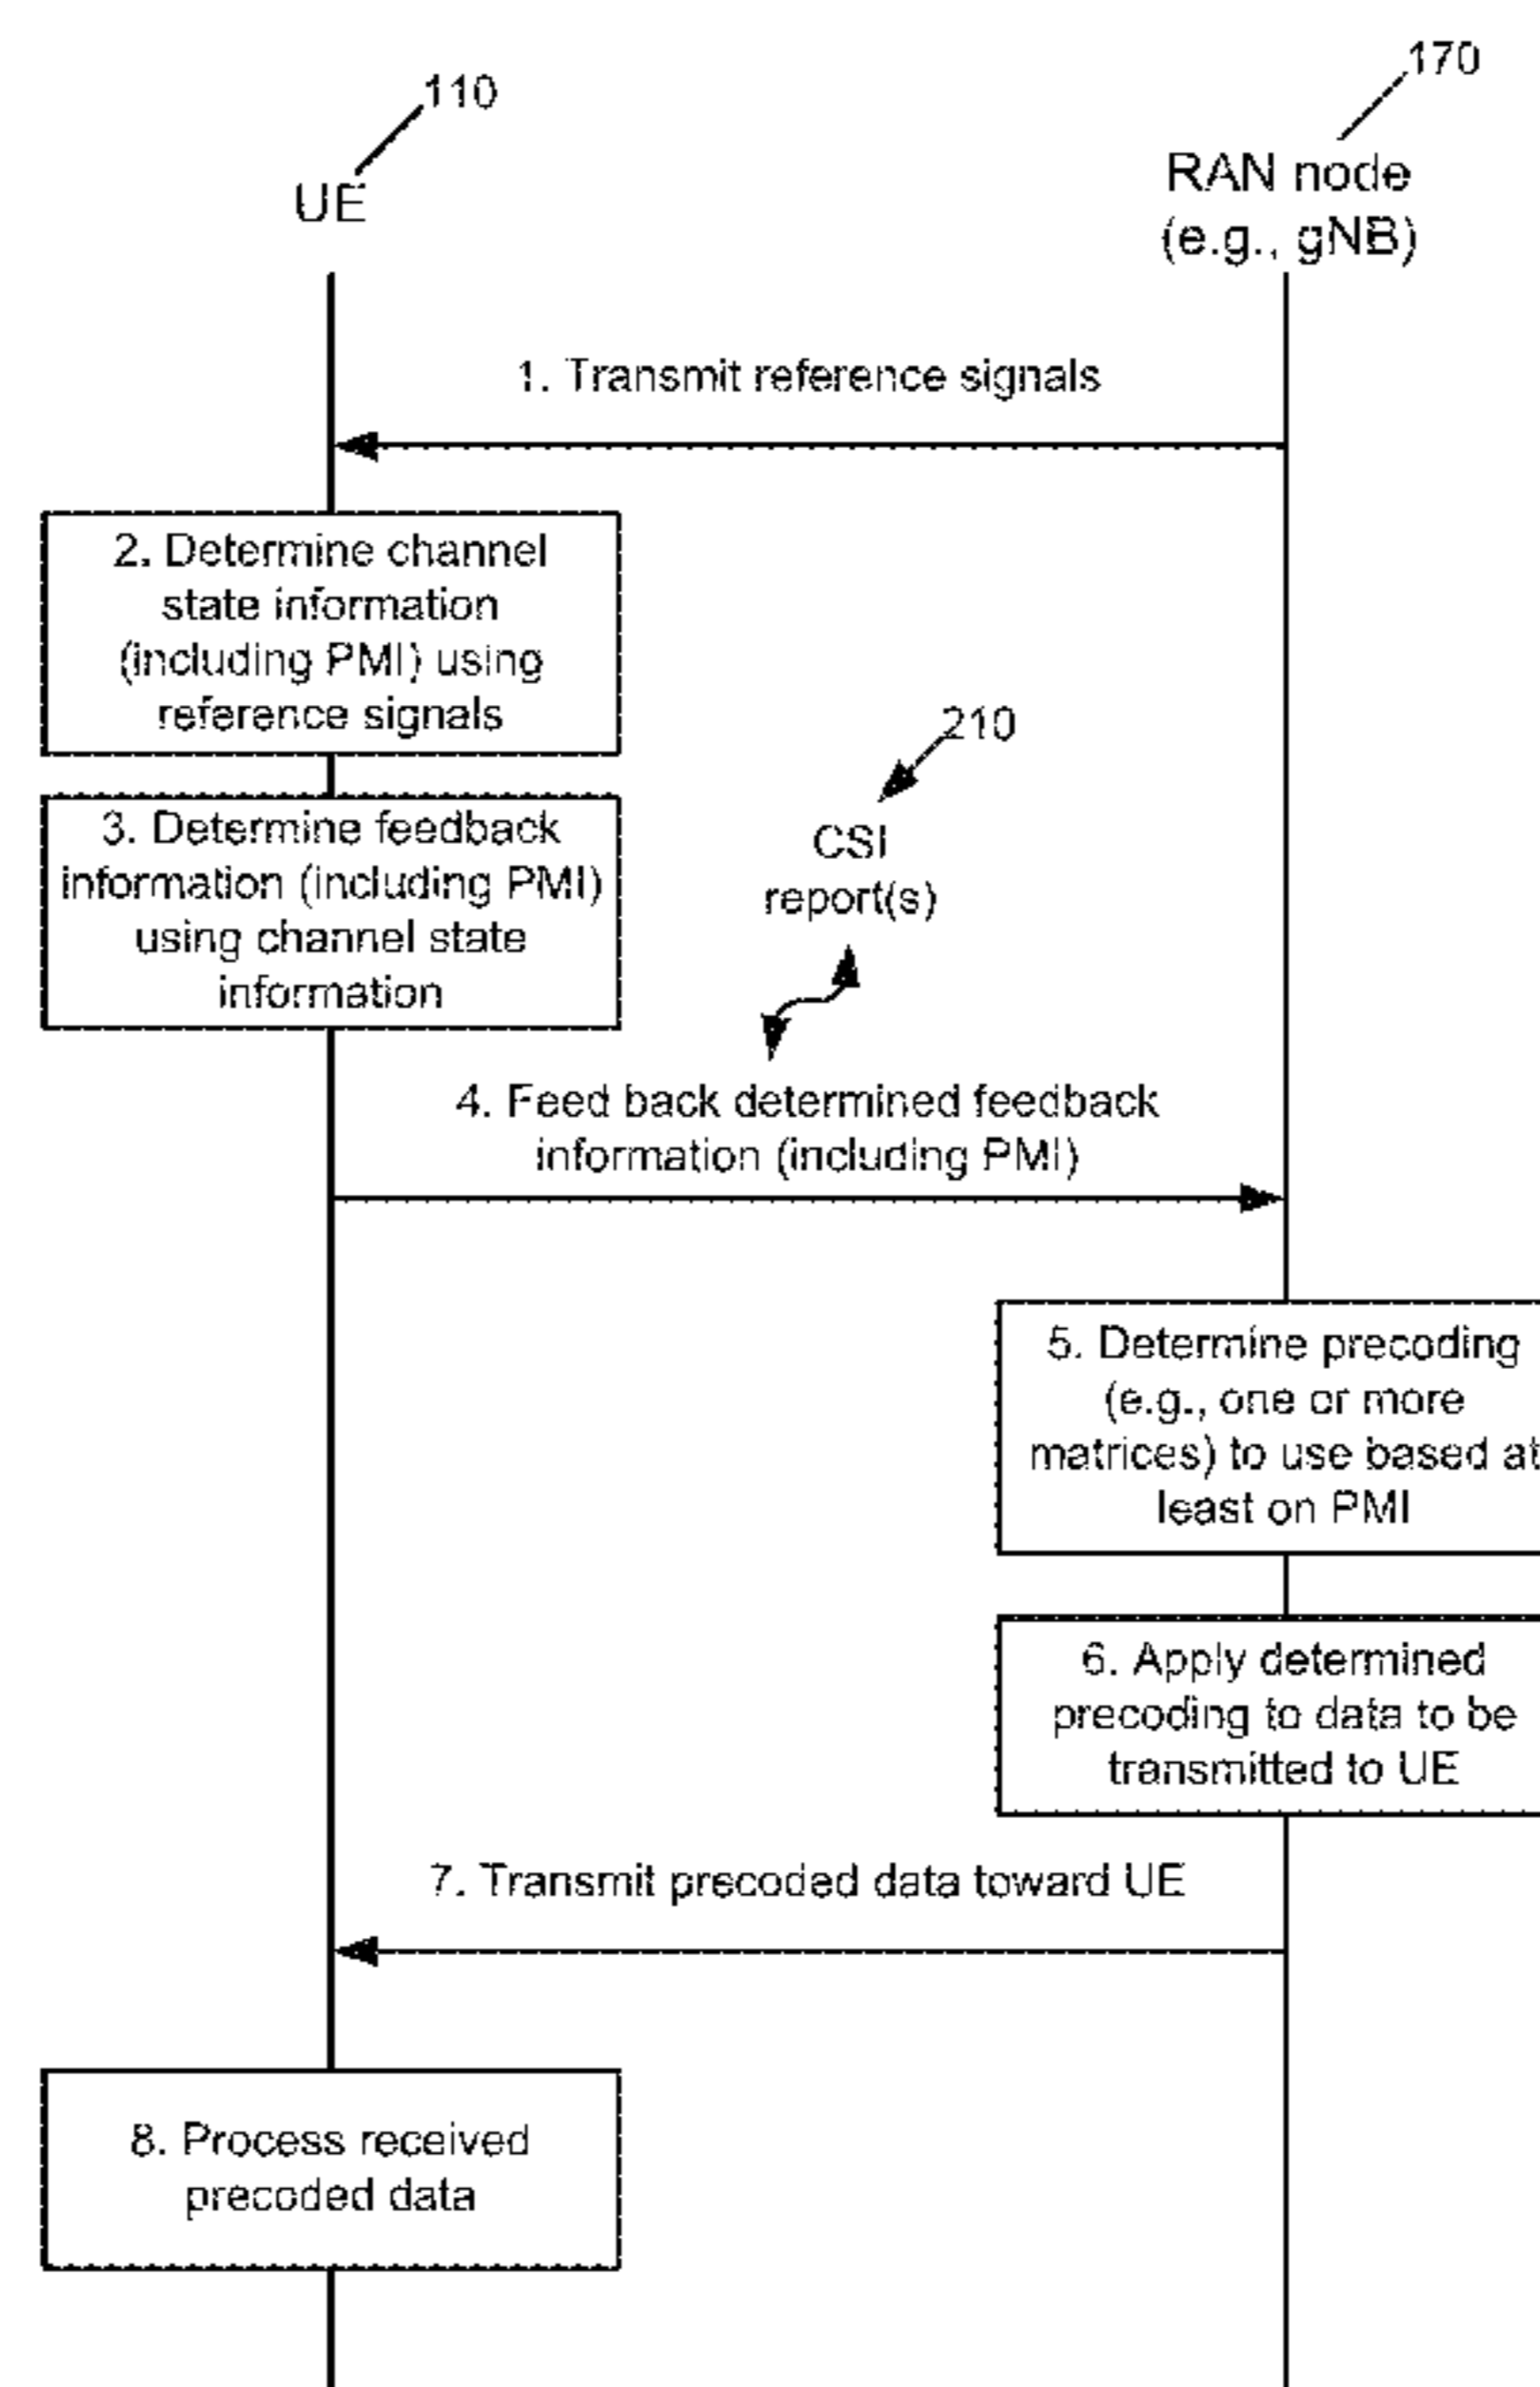 110
UE
170
RAN node
(e.g., gNB)
1. Transmit reference signals
2. Determine channel
state information
(including PMI) using
reference signals
3. Determine feedback
information (including PMI)
using channel state
information
210
CSI
report(s)
4. Feed back determined feedback
information (including PMI)
5. Determine precoding
(e.g., one or more
matrices) to use based at
least on PMI
6. Apply determined
precoding to data to be
transmitted to UE
7. Transmit precoded data toward UE
8. Process received
precoded data